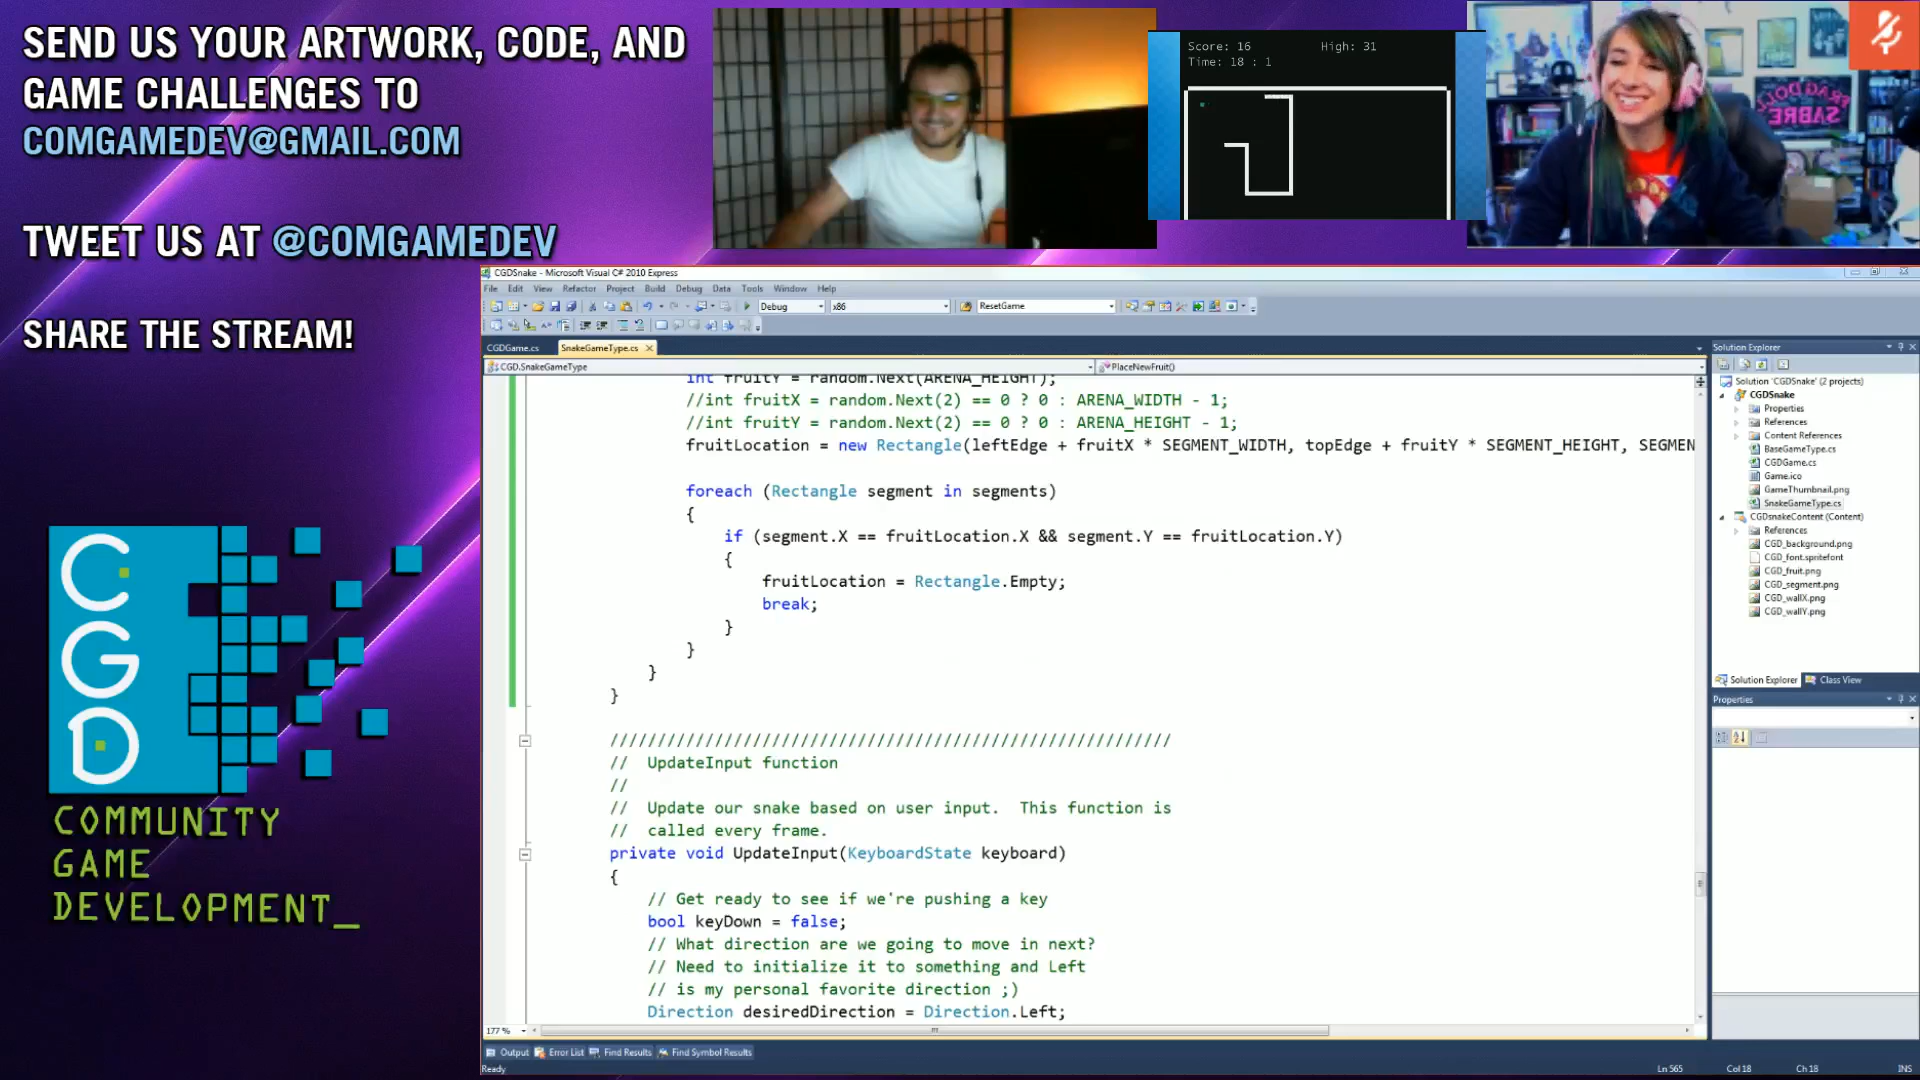 SEND US YOUR ARTWORK, CODE, AND
GAME CHALLENGES TO
COMGAMEDEV@GMAIL.COM
TWEET US AT @COMGAMEDEV
SHARE THE STREAM!
CGD
COMMUNITY
GAME
DEVELOPMENT_
Score: 16 High: 31
Time: 18 : 1
FRAG DOLL
SABRE
CGDSnake - Microsoft Visual C# 2010 Express
File Edit View Refactor Project Build Debug Data Tools Window Help
Debug x86 ResetGame
CGDGame.cs SnakeGameType.cs
CGD.SnakeGameType PlaceNewFruit()
int fruitY = random.Next(ARENA_HEIGHT);
//int fruitX = random.Next(2) == 0 ? 0 : ARENA_WIDTH - 1;
//int fruitY = random.Next(2) == 0 ? 0 : ARENA_HEIGHT - 1;
fruitLocation = new Rectangle(leftEdge + fruitX * SEGMENT_WIDTH, topEdge + fruitY * SEGMENT_HEIGHT, SEGMEN
foreach (Rectangle segment in segments)
{
if (segment.X == fruitLocation.X && segment.Y == fruitLocation.Y)
{
fruitLocation = Rectangle.Empty;
break;
}
}
}
}
////////////////////////////////////////////////////////////
// UpdateInput function
//
// Update our snake based on user input. This function is
// called every frame.
private void UpdateInput(KeyboardState keyboard)
{
// Get ready to see if we're pushing a key
bool keyDown = false;
// What direction are we going to move in next?
// Need to initialize it to something and Left
// is my personal favorite direction ;)
Direction desiredDirection = Direction.Left;
177 %
Output Error List Find Results Find Symbol Results
Ready Ln 565 Col 18 Ch 18 INS
Solution Explorer
Solution 'CGDSnake' (2 projects)
CGDSnake
Properties
References
Content References
BaseGameType.cs
CGDGame.cs
Game.ico
GameThumbnail.png
SnakeGameType.cs
CGDsnakeContent (Content)
References
CGD_background.png
CGD_font.spritefont
CGD_fruit.png
CGD_segment.png
CGD_wallX.png
CGD_wallY.png
Solution Explorer Class View
Properties